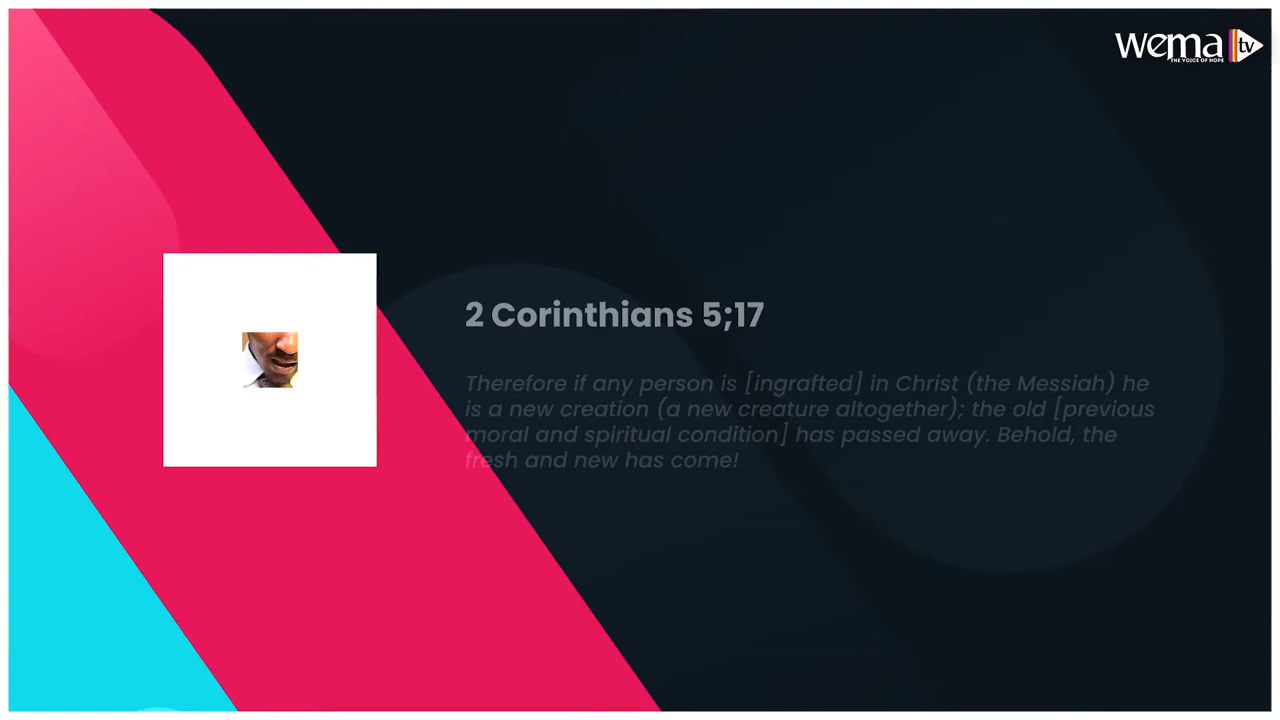 wema tv
THE VOICE OF HOPE
2 Corinthians 5;17
Therefore if any person is [ingrafted] in Christ (the Messiah) he
is a new creation (a new creature altogether); the old [previous
moral and spiritual condition] has passed away. Behold, the
fresh and new has come!